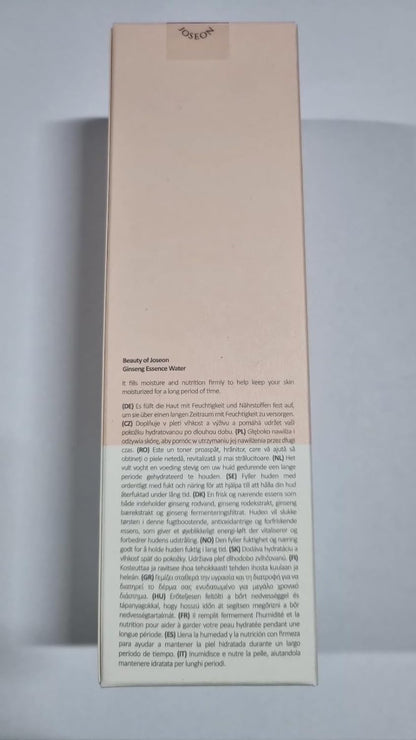 JOSEON
Beauty of Joseon
Ginseng Essence Water
It fills moisture and nutrition firmly to help keep your skin
moisturized for a long period of time.
(DE) Es füllt die Haut mit Feuchtigkeit und Nährstoffen fest auf,
um sie über einen langen Zeitraum mit Feuchtigkeit zu versorgen.
(CZ) Doplňuje v pleti vlhkost a výživu a pomáhá udržet vaši
pokožku hydratovanou po dlouhou dobu. (PL) Głęboko nawilża i
odżywia skórę, aby pomóc w utrzymaniu jej nawilżenia przez długi
czas. (RO) Este un toner proaspăt, hrănitor, care vă ajută să
obțineți o piele netedă, revitalizată și mai strălucitoare. (NL) Het
vult vocht en voeding stevig om uw huid gedurende een lange
periode gehydrateerd te houden. (SE) Fyller huden med
ordentligt med fukt och näring för att hjälpa till att hålla din hud
återfuktad under lång tid. (DK) En frisk og nærende essens som
både indeholder ginseng rodvand, ginseng rodekstrakt, ginseng
bærekstrakt og ginseng fermenteringsfiltrat. Huden vil slukke
tørsten i denne fugtboostende, antioxidantrige og forfriskende
essens, som giver et øjeblikkeligt energi-løft der vitaliserer og
forbedrer hudens udstråling. (NO) Den fyller fuktighet og næring
godt for å holde huden fuktig i lang tid. (SK) Dodáva hydratáciu a
vlhkosť späť do pokožky. Udržiava pleť dlhodobo zvlhčovanú. (FI)
Kosteuttaa ja ravitsee ihoa tehokkaasti tehden ihosta kuulaan ja
heleän. (GR) Γεμίζει σταθερά την υγρασία και τη διατροφή για να
διατηρεί το δέρμα σας ενυδατωμένο για μεγάλο χρονικό
διάστημα. (HU) Erőteljesen feltölti a bőrt nedvességgel és
tápanyagokkal, hogy hosszú időn át segítsen megőrizni a bőr
nedvességtartalmát. (FR) Il remplit fermement l'humidité et la
nutrition pour aider à garder votre peau hydratée pendant une
longue période. (ES) Llena la humedad y la nutrición con firmeza
para ayudar a mantener la piel hidratada durante un largo
período de tiempo. (IT) Inumidisce e nutre la pelle, aiutandola
mantenere idratata per lunghi periodi.